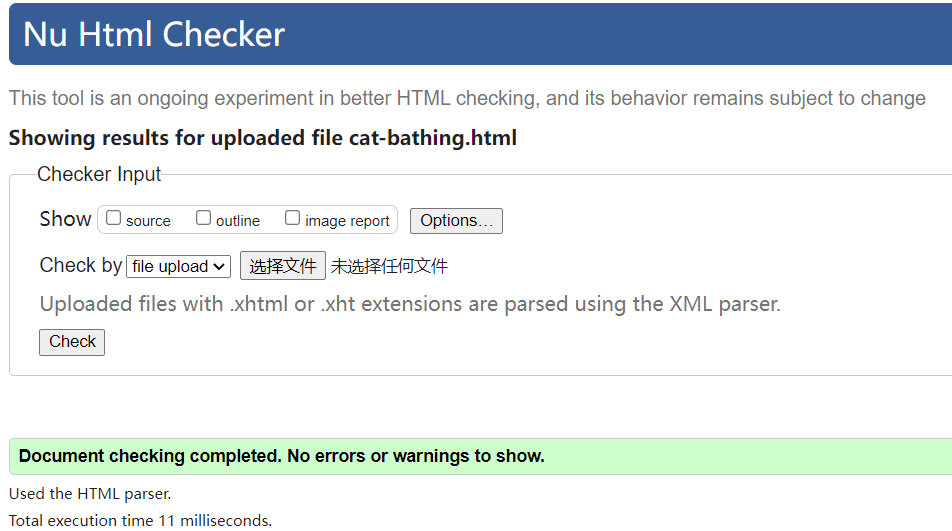 Nu Html Checker
This tool is an ongoing experiment in better HTML checking, and its behavior remains subject to change
Showing results for uploaded file cat-bathing.html
Checker Input
Show source outline image report Options...
Check by file upload 选择文件 未选择任何文件
Uploaded files with .xhtml or .xht extensions are parsed using the XML parser.
Check
Document checking completed. No errors or warnings to show.
Used the HTML parser.
Total execution time 11 milliseconds.